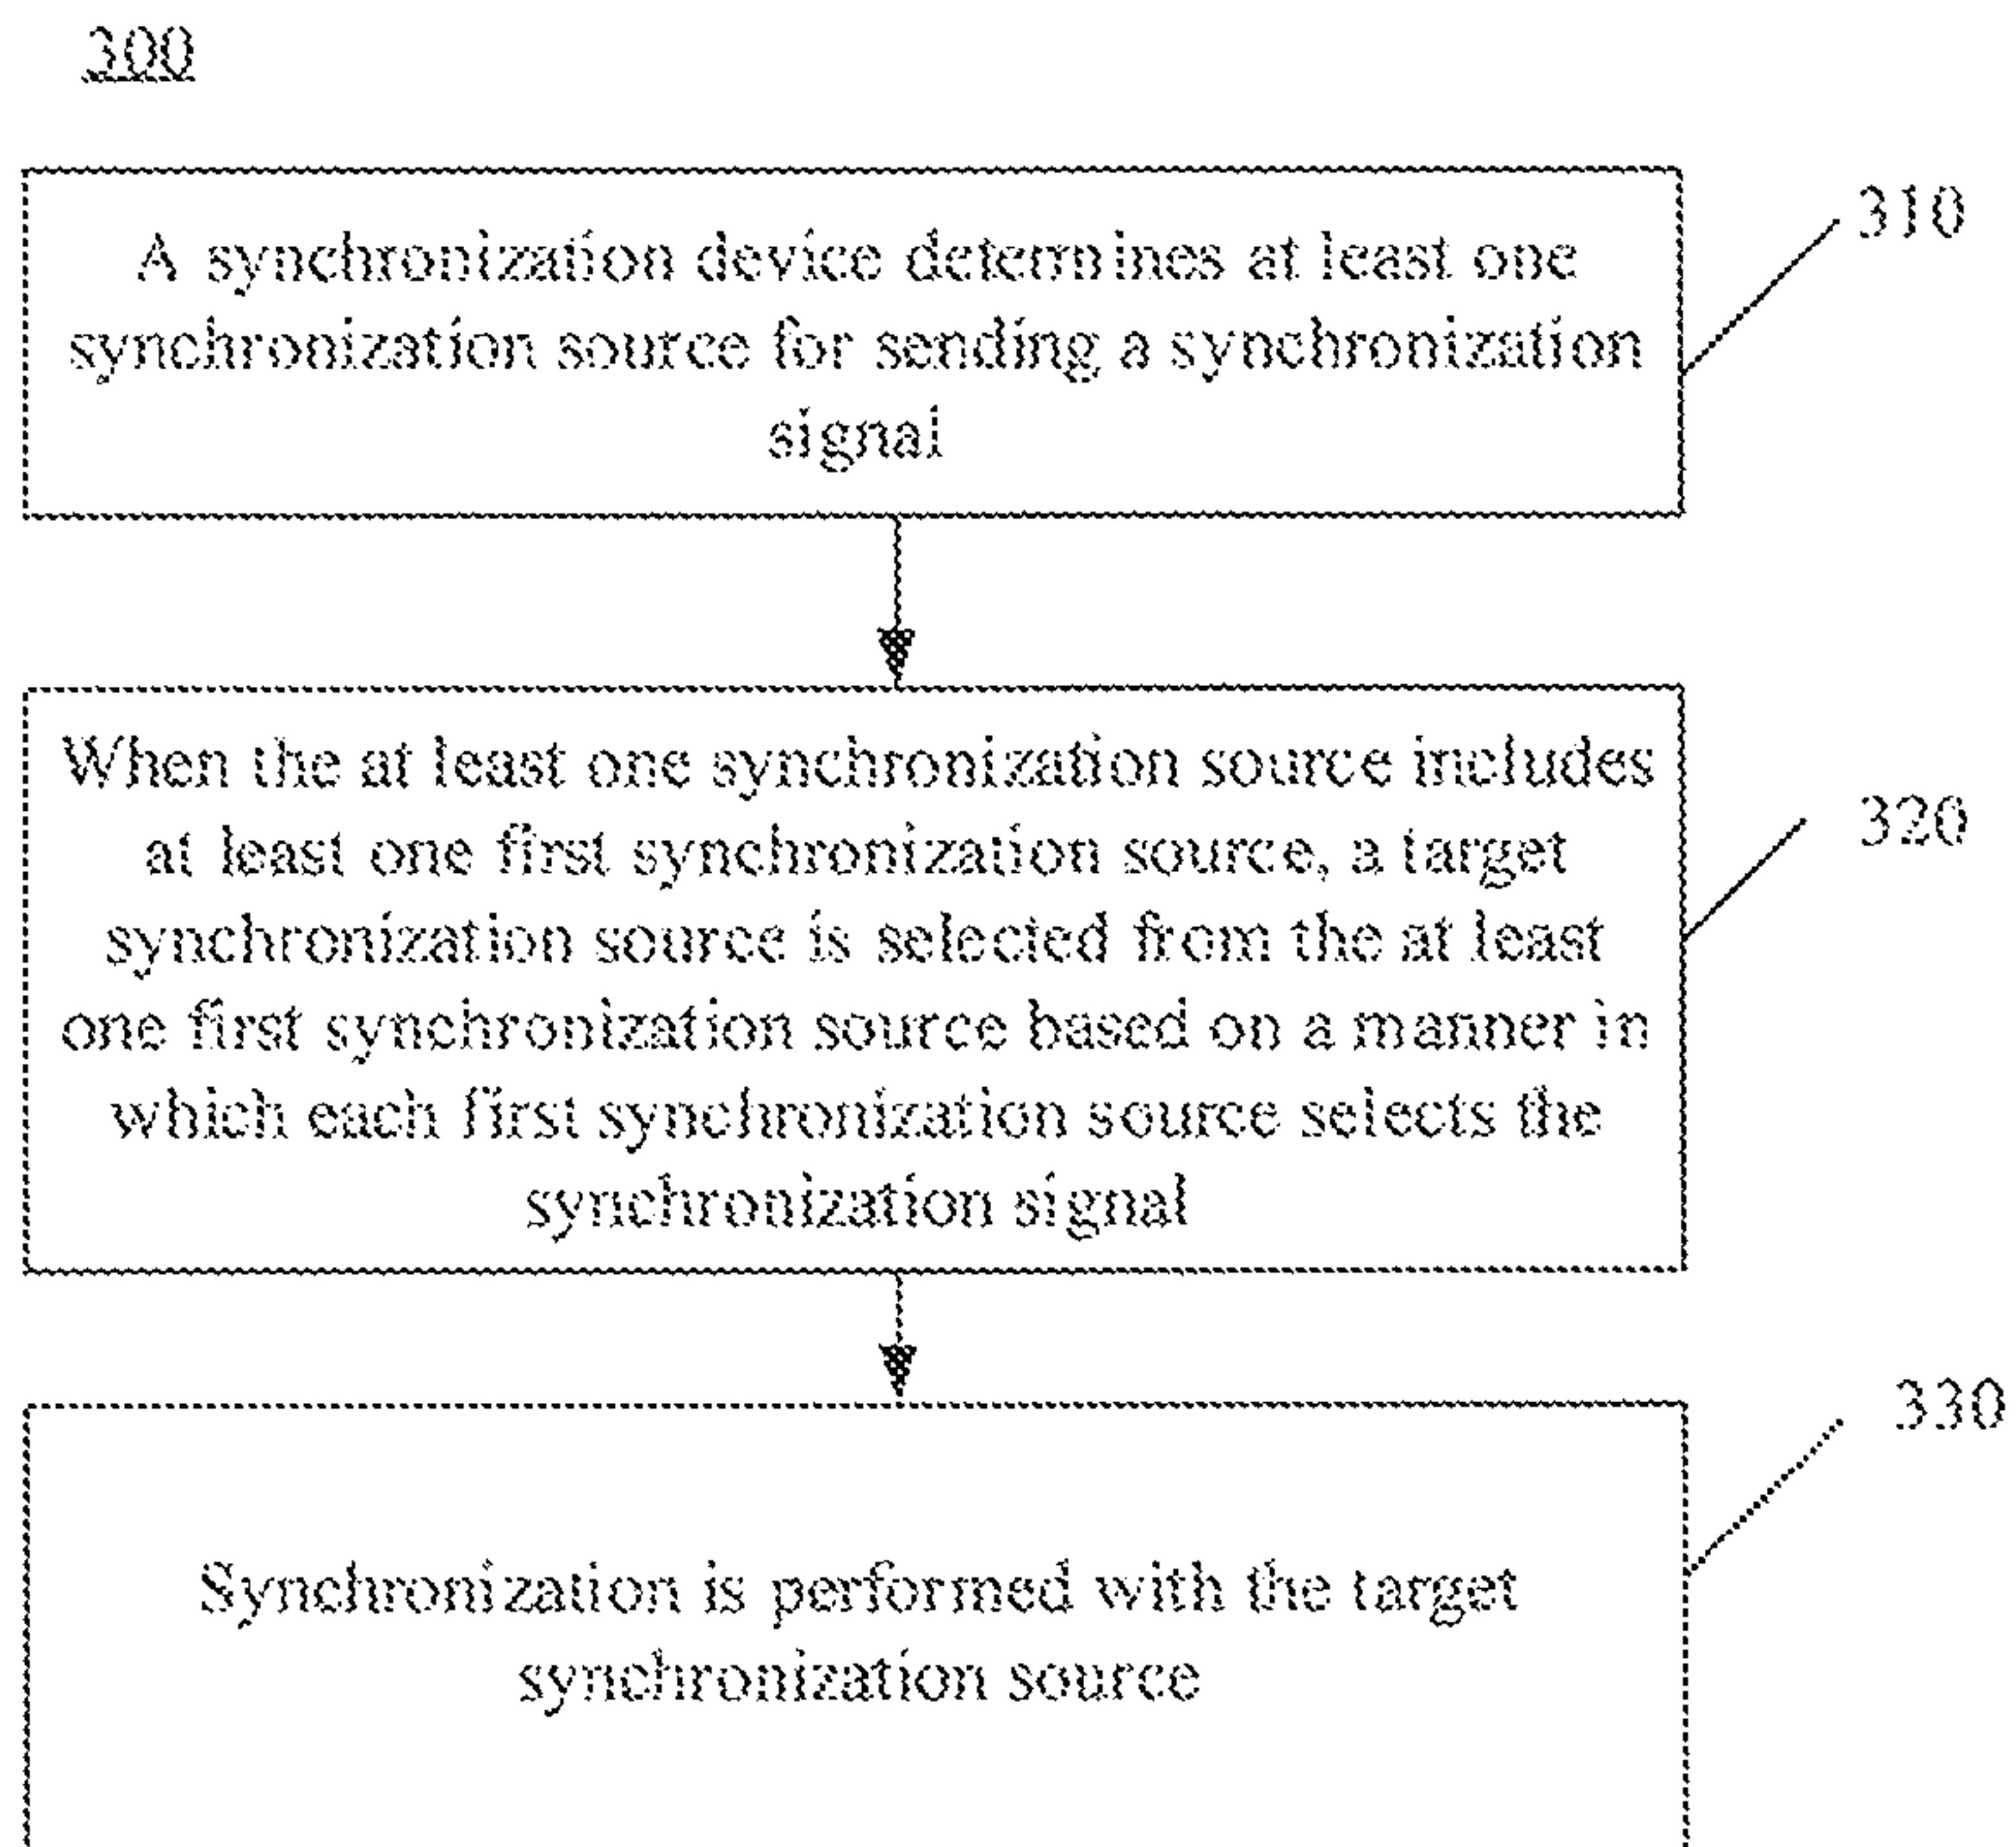 300
310
A synchronization device determines at least one
synchronization source for sending a synchronization
signal
320
When the at least one synchronization source includes
at least one first synchronization source, a target
synchronization source is selected from the at least
one first synchronization source based on a manner in
which each first synchronization source selects the
synchronization signal
330
Synchronization is performed with the target
synchronization source